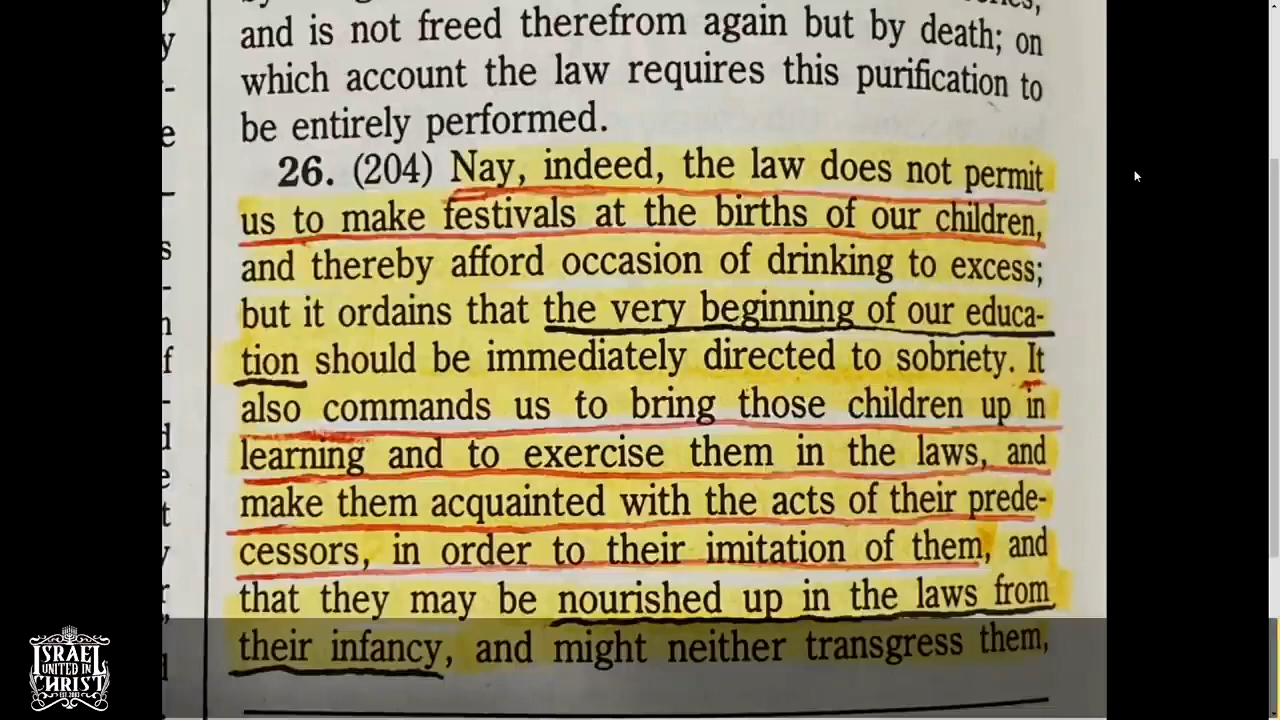 and is not freed therefrom again but by death; on
which account the law requires this purification to
be entirely performed.
26. (204) Nay, indeed, the law does not permit
us to make festivals at the births of our children,
and thereby afford occasion of drinking to excess;
but it ordains that the very beginning of our educa-
tion should be immediately directed to sobriety. It
also commands us to bring those children up in
learning and to exercise them in the laws, and
make them acquainted with the acts of their prede-
cessors, in order to their imitation of them, and
that they may be nourished up in the laws from
their infancy, and might neither transgress them,
ISRAEL
UNITED IN
CHRIST
EST 2003